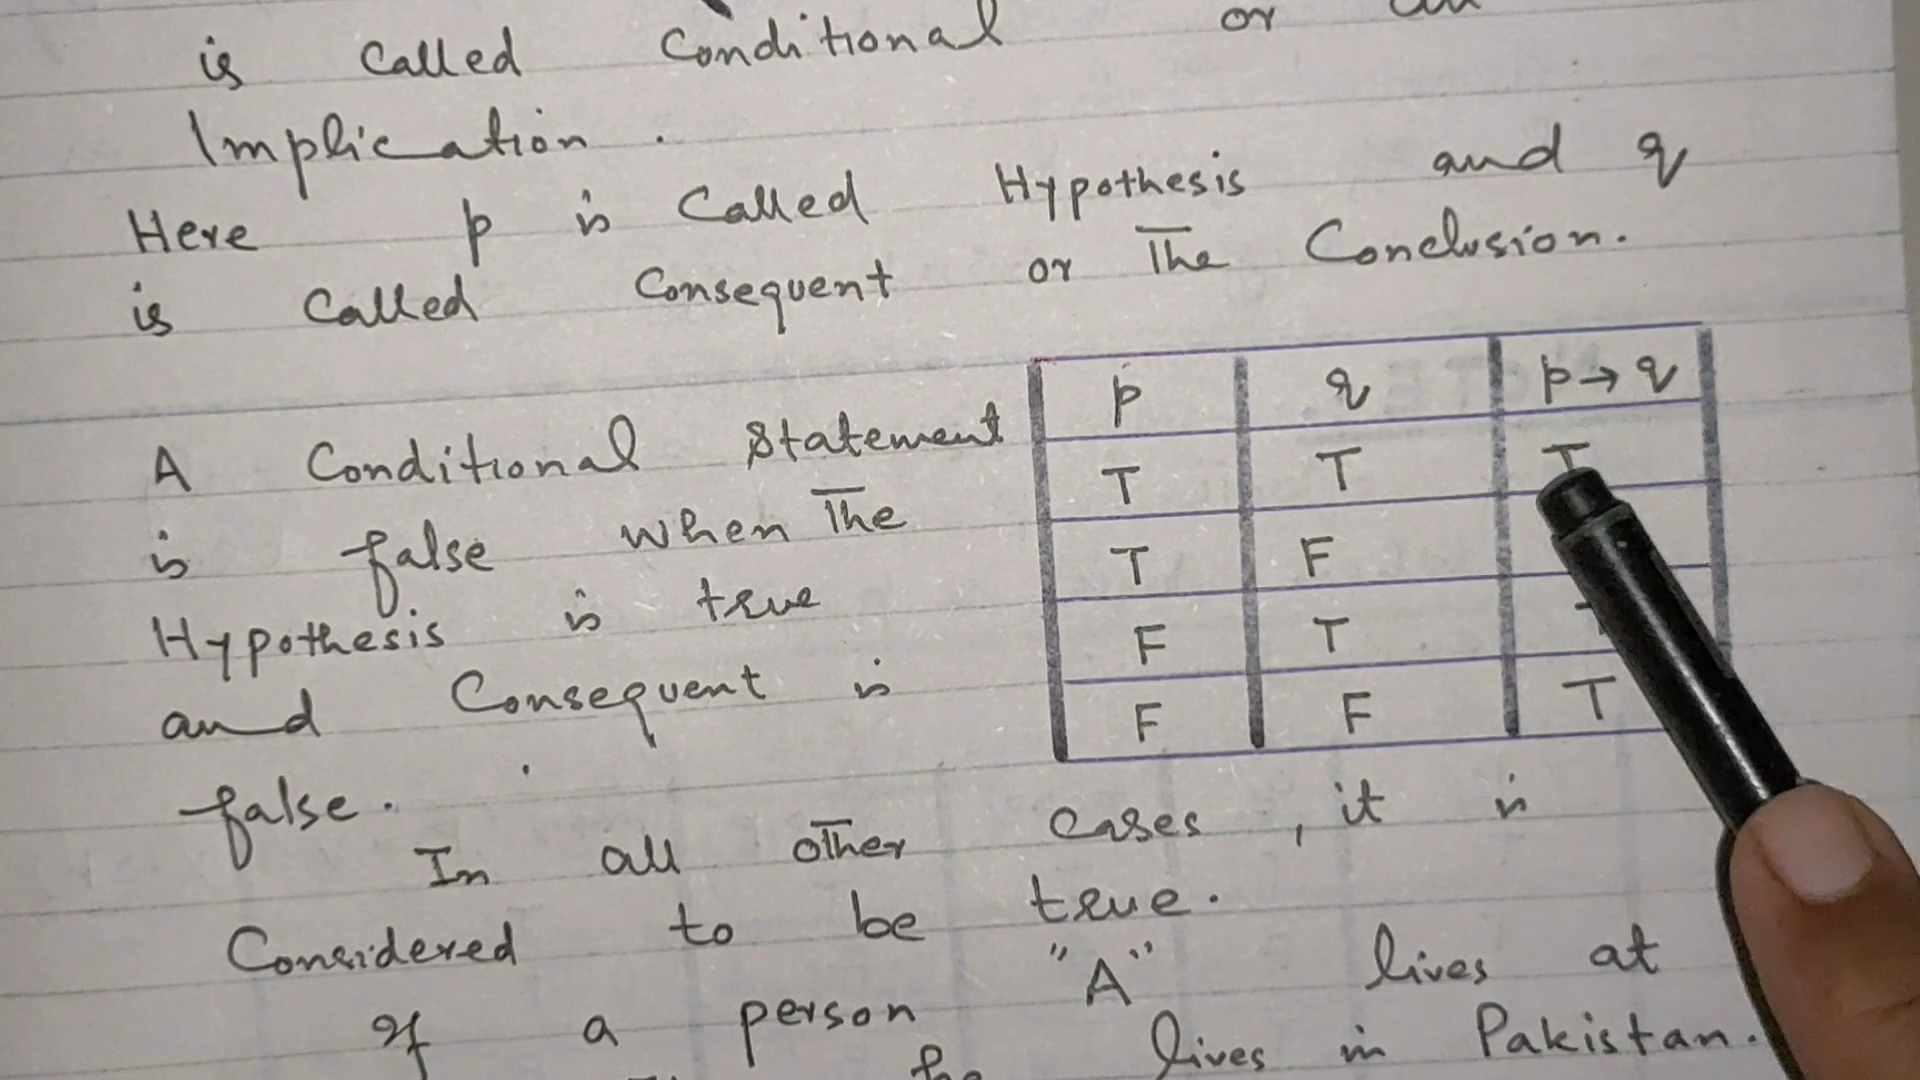 is called Conditional or an
Implication.
Here p is called Hypothesis and q
is called Consequent or The Conclusion.
A Conditional Statement
is false when The
Hypothesis is true
and Consequent is
false.
p q p → q
T T T
T F
F T T
F F T
In all other cases, it is
Considered to be true.
If a person "A" lives at
he lives in Pakistan.